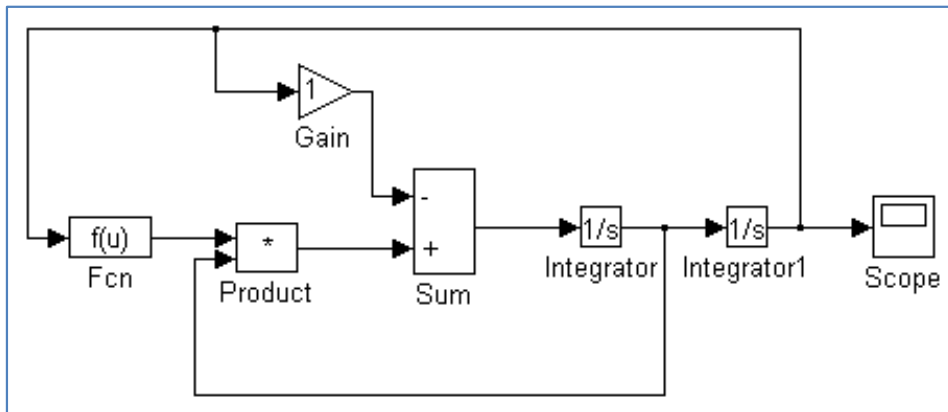 1
Gain
f(u)
Fcn
*
Product
-
+
Sum
1/s
Integrator
1/s
Integrator1
Scope